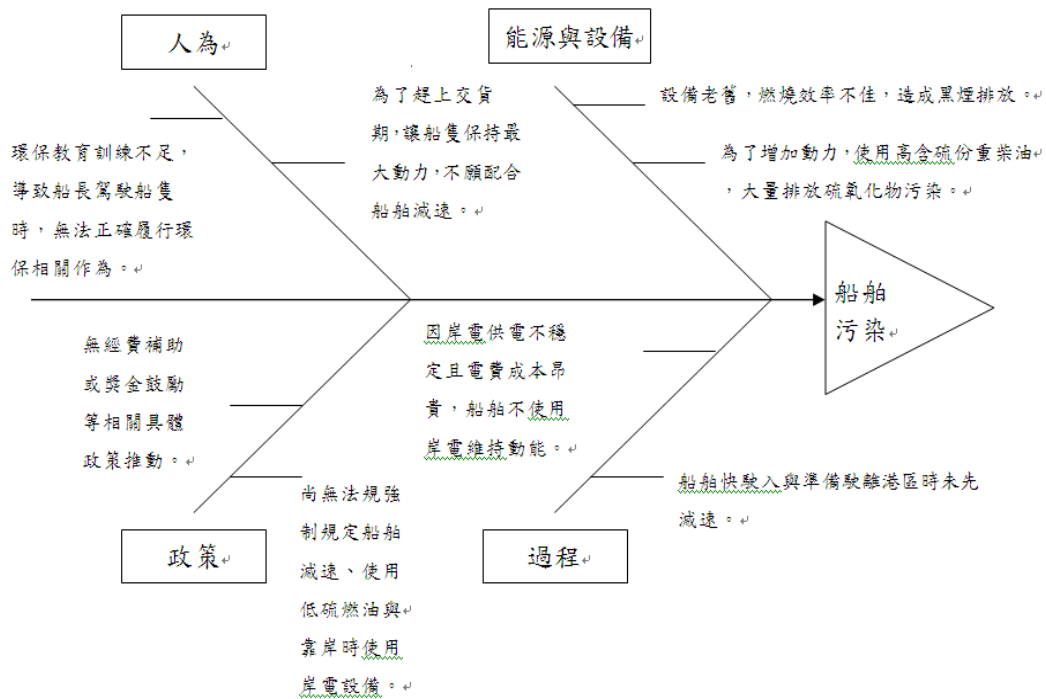 人為
環保教育訓練不足，
導致船長駕駛船隻
時，無法正確履行環
保相關作為。
為了趕上交貨
期，讓船隻保持最
大動力，不願配合
船舶減速。
能源與設備
設備老舊，燃燒效率不佳，造成黑煙排放。
為了增加動力，使用高含硫份重柴油
，大量排放硫氧化物污染。
船舶
污染
無經費補助
或獎金鼓勵
等相關具體
政策推動。
尚無法規強
制規定船舶
減速、使用
低硫燃油與
靠岸時使用
岸電設備。
政策
因岸電供電不穩
定且電費成本昂
貴，船舶不使用
岸電維持動能。
船舶快駛入與準備駛離港區時未先
減速。
過程